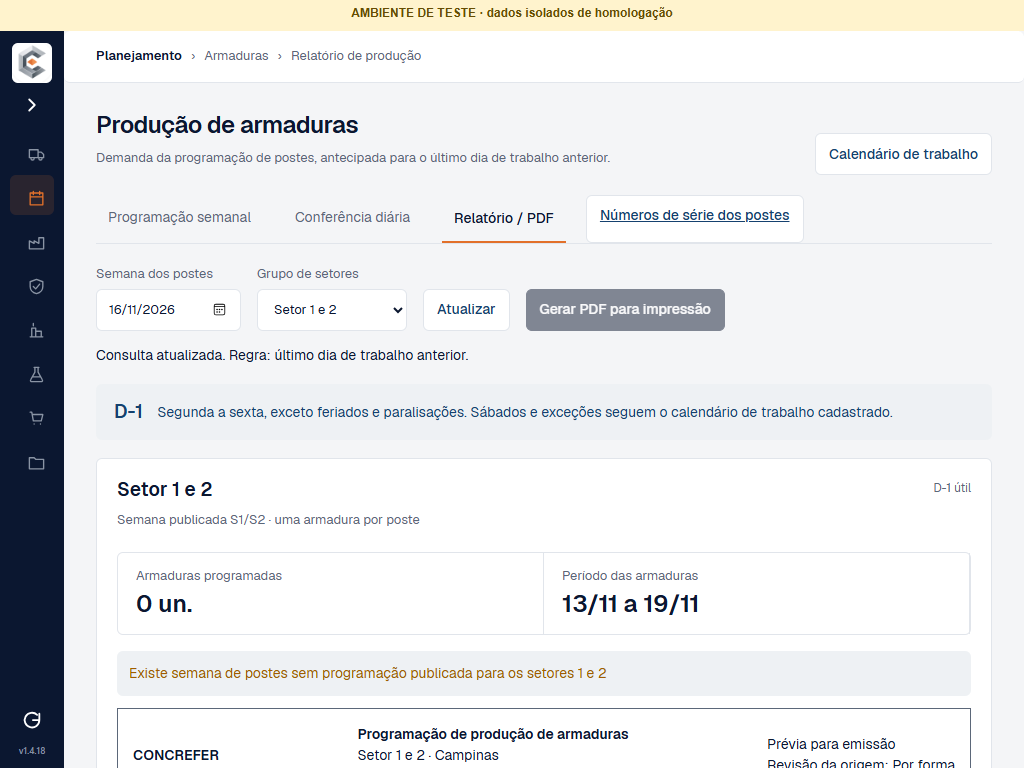 AMBIENTE DE TESTE · dados isolados de homologação
Planejamento › Armaduras › Relatório de produção
Produção de armaduras
Demanda da programação de postes, antecipada para o último dia de trabalho anterior.
Calendário de trabalho
Programação semanal
Conferência diária
Relatório / PDF
Números de série dos postes
Semana dos postes
Grupo de setores
16/11/2026
Setor 1 e 2
Atualizar
Gerar PDF para impressão
Consulta atualizada. Regra: último dia de trabalho anterior.
D-1 Segunda a sexta, exceto feriados e paralisações. Sábados e exceções seguem o calendário de trabalho cadastrado.
Setor 1 e 2
D-1 útil
Semana publicada S1/S2 · uma armadura por poste
Armaduras programadas
0 un.
Período das armaduras
13/11 a 19/11
Existe semana de postes sem programação publicada para os setores 1 e 2
CONCREFER
Programação de produção de armaduras
Setor 1 e 2 · Campinas
Prévia para emissão
Revisão da origem: Por forma
v1.4.18